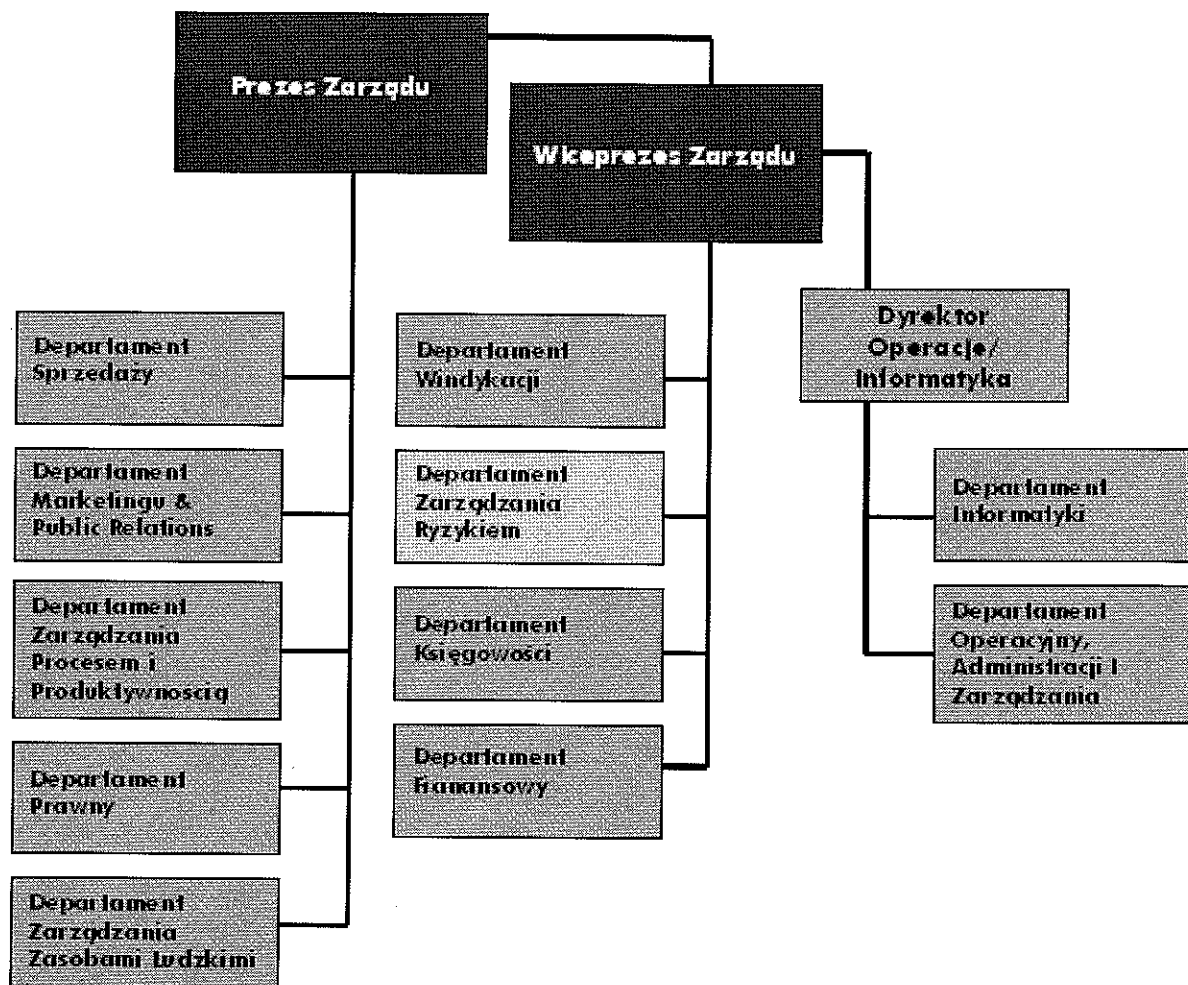 Prezes Zarządu
Wiceprezes Zarządu
Dyrektor
Operacje/
Informatyka
Departament
Sprzedaży
Departament
Marketingu &
Public Relations
Departament
Zarządzania
Procesem i
Produktywnością
Departament
Prawny
Departament
Zarządzania
Zasobami Ludzkimi
Departament
Windykacji
Departament
Zarządzania
Ryzykiem
Departament
Księgowości
Departament
Finansowy
Departament
Informatyki
Departament
Operacyjny,
Administracji i
Zarządzania